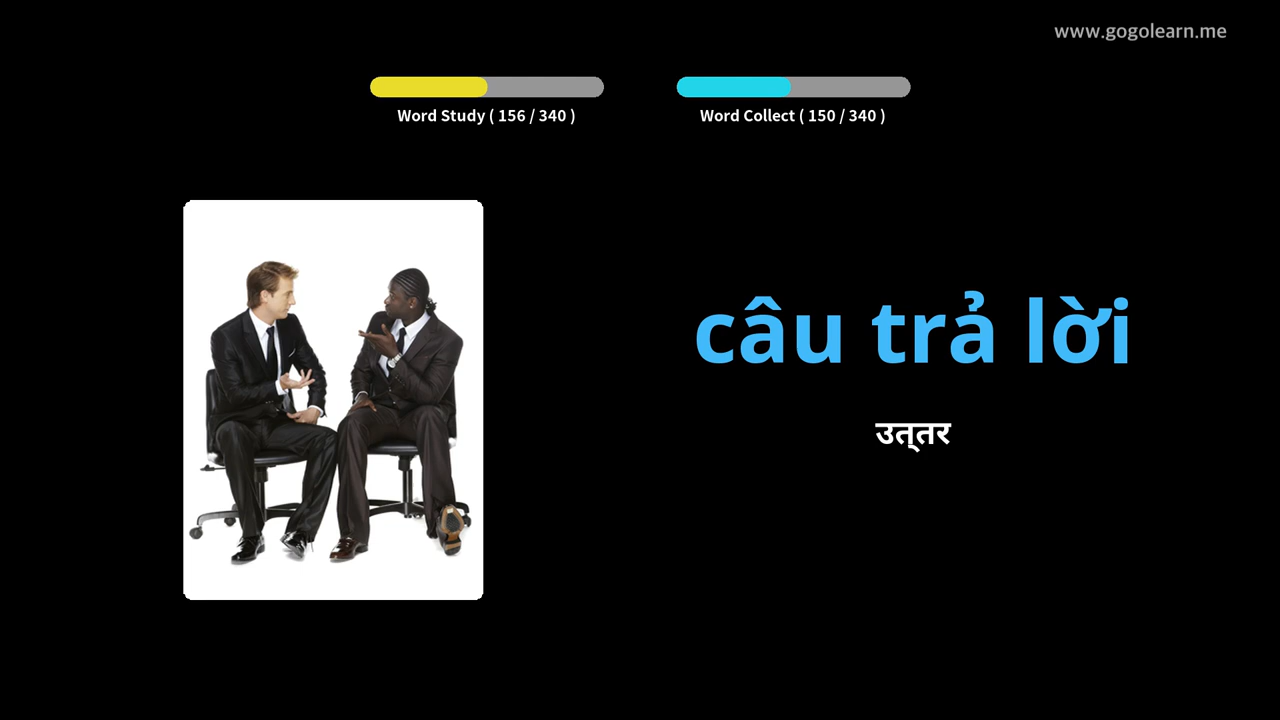 www.gogolearn.me
Word Study ( 156 / 340 )
Word Collect ( 150 / 340 )
câu trả lời
उत्तर